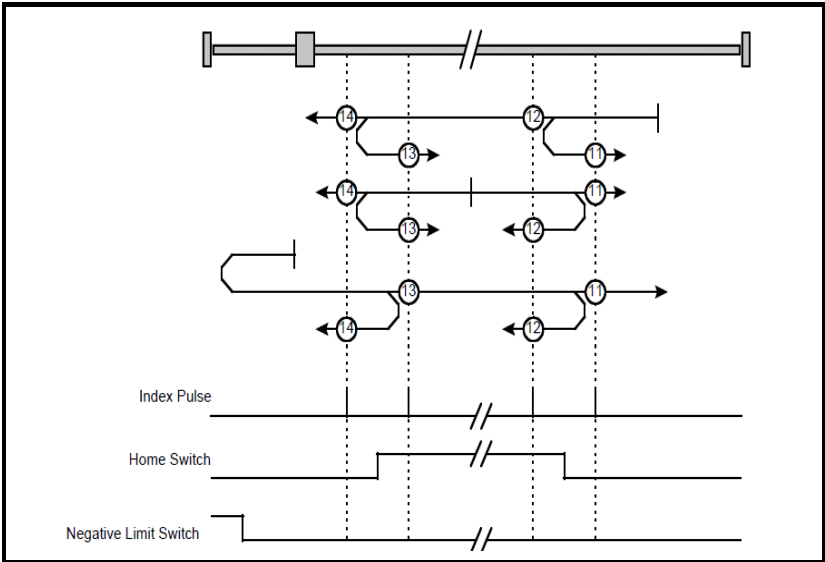 14 12
13 11
14 11
13 12
13 11
14 12
Index Pulse
Home Switch
Negative Limit Switch